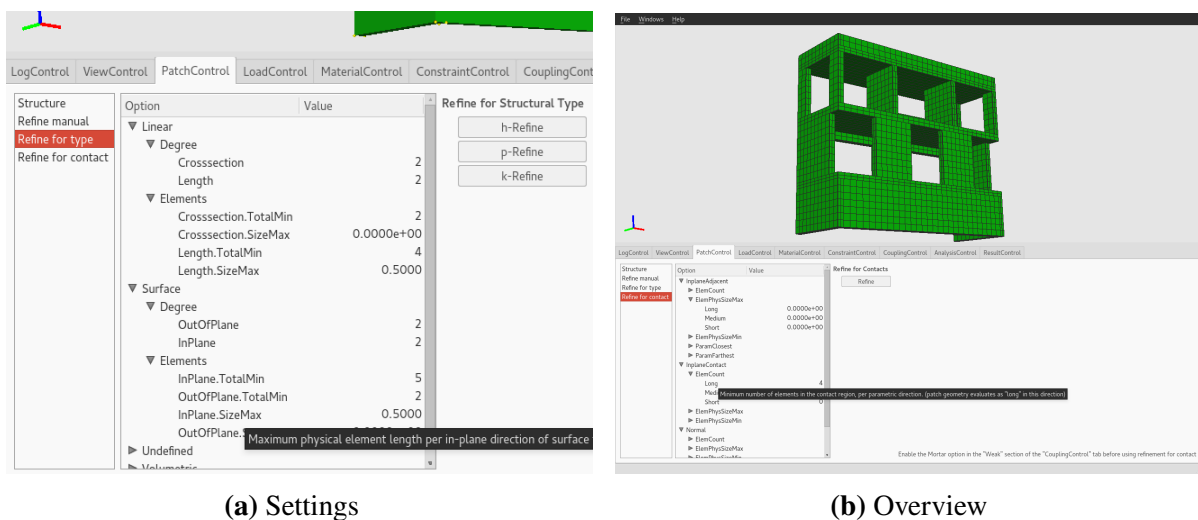 LogControl ViewControl PatchControl LoadControl MaterialControl ConstraintControl CouplingCont
Structure
Refine manual
Refine for type
Refine for contact
Option Value
Linear
Degree
Crosssection 2
Length 2
Elements
Crosssection.TotalMin 2
Crosssection.SizeMax 0.0000e+00
Length.TotalMin 4
Length.SizeMax 0.5000
Surface
Degree
OutOfPlane 2
InPlane 2
Elements
InPlane.TotalMin 5
OutOfPlane.TotalMin 2
InPlane.SizeMax 0.5000
OutOfPlane.
Maximum physical element length per in-plane direction of surface
Undefined
Volumetric
Refine for Structural Type
h-Refine
p-Refine
k-Refine
(a) Settings
File Windows Help
LogControl ViewControl PatchControl LoadControl MaterialControl ConstraintControl CouplingControl AnalysisControl ResultControl
Structure
Refine manual
Refine for type
Refine for contact
Option Value
InplaneAdjacent
ElemCount
ElemPhysSizeMax
Long 0.0000e+00
Medium 0.0000e+00
Short 0.0000e+00
ElemPhysSizeMin
ParamClosest
ParamFarthest
InplaneContact
ElemCount
Long 4
Medi
Minimum number of elements in the contact region, per parametric direction. (patch geometry evaluates as "long" in this direction)
Short 0
ElemPhysSizeMax
ElemPhysSizeMin
Normal
ElemCount
ElemPhysSizeMax
ElemPhysSizeMin
Refine for Contacts
Refine
Enable the Mortar option in the "Weak" section of the "CouplingControl" tab before using refinement for contact
(b) Overview